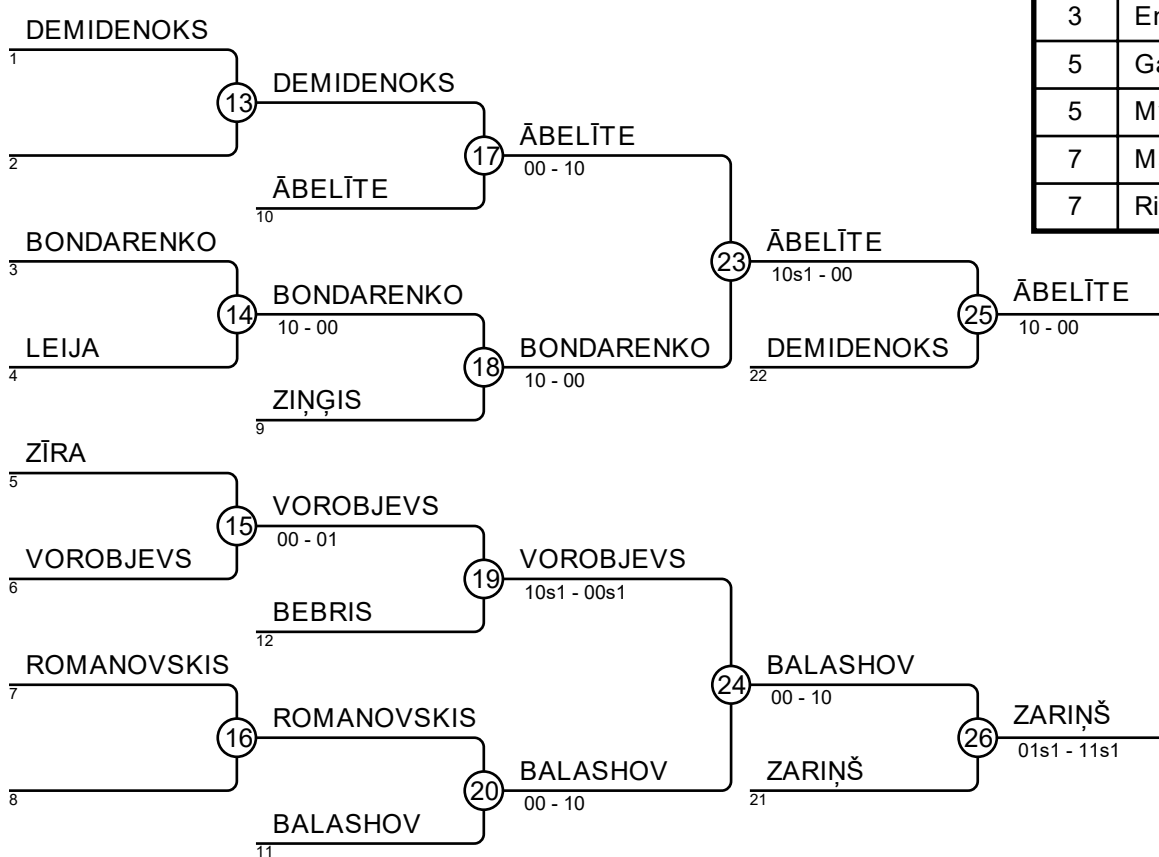 3 Er
5 Ga
5 M
7 M
7 Ri
DEMIDENOKS
1
13
DEMIDENOKS
2
17
ĀBELĪTE
00 - 10
ĀBELĪTE
10
BONDARENKO
3
23
ĀBELĪTE
10s1 - 00
14
BONDARENKO
10 - 00
25
ĀBELĪTE
10 - 00
LEIJA
4
18
BONDARENKO
10 - 00
DEMIDENOKS
22
ZIŅĢIS
9
ZĪRA
5
15
VOROBJEVS
00 - 01
VOROBJEVS
6
19
VOROBJEVS
10s1 - 00s1
BEBRIS
12
ROMANOVSKIS
7
24
BALASHOV
00 - 10
16
ROMANOVSKIS
26
ZARIŅŠ
01s1 - 11s1
8
20
BALASHOV
00 - 10
ZARIŅŠ
21
BALASHOV
11